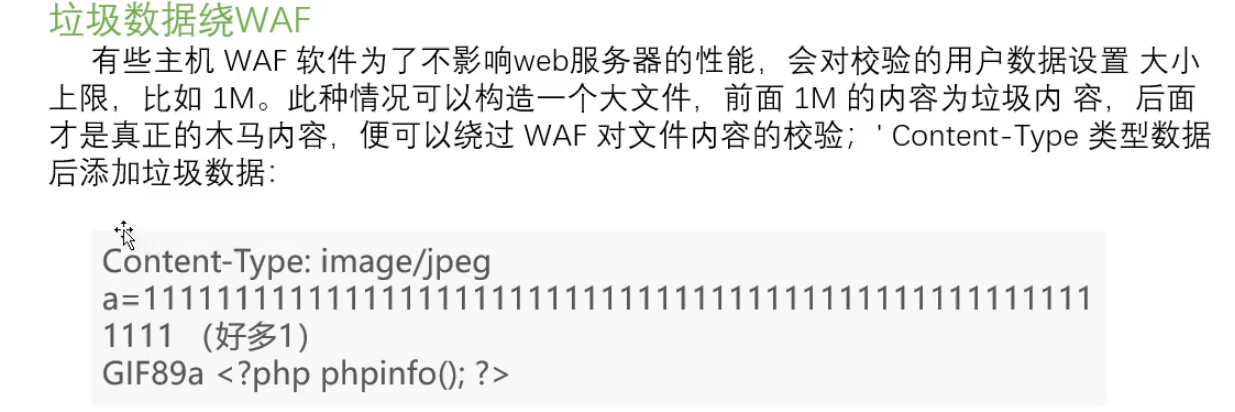 垃圾数据绕WAF
有些主机 WAF 软件为了不影响web服务器的性能，会对校验的用户数据设置 大小
上限，比如 1M。此种情况可以构造一个大文件，前面 1M 的内容为垃圾内 容，后面
才是真正的木马内容，便可以绕过 WAF 对文件内容的校验；' Content-Type 类型数据
后添加垃圾数据：
Content-Type: image/jpeg
a=1111111111111111111111111111111111111111111111111111
1111 （好多1）
GIF89a <?php phpinfo(); ?>